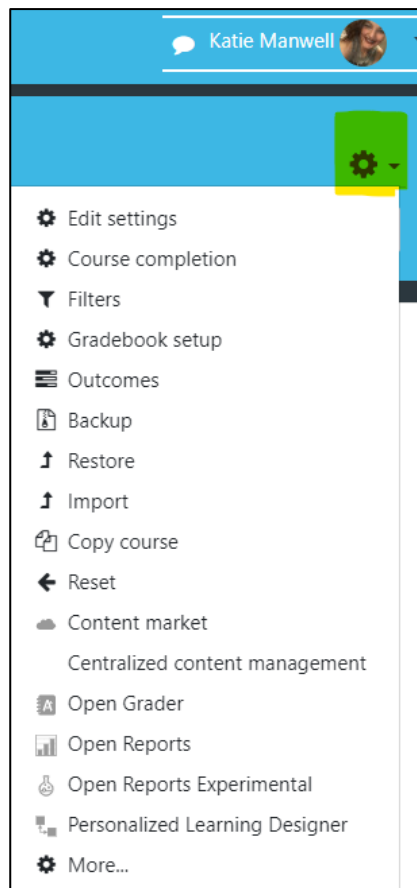 Katie Manwell
Edit settings
Course completion
Filters
Gradebook setup
Outcomes
Backup
Restore
Import
Copy course
Reset
Content market
Centralized content management
Open Grader
Open Reports
Open Reports Experimental
Personalized Learning Designer
More...